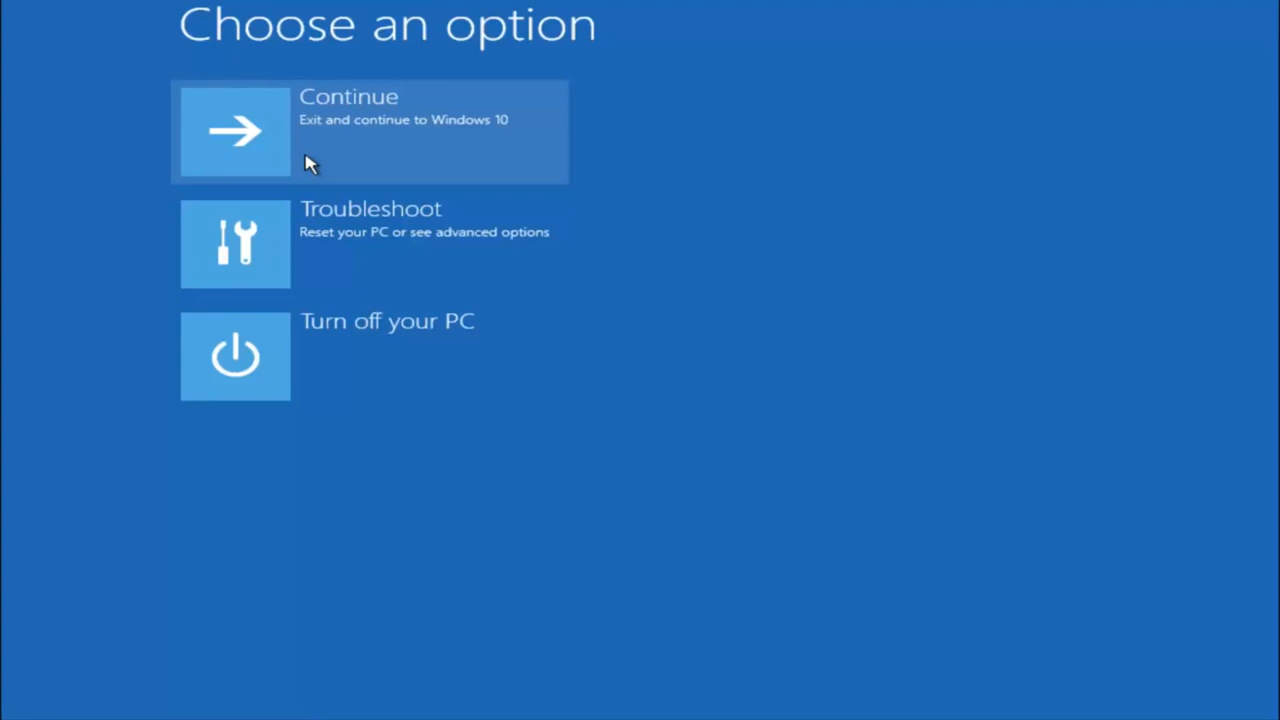 Choose an option
Continue
Exit and continue to Windows 10
Troubleshoot
Reset your PC or see advanced options
Turn off your PC